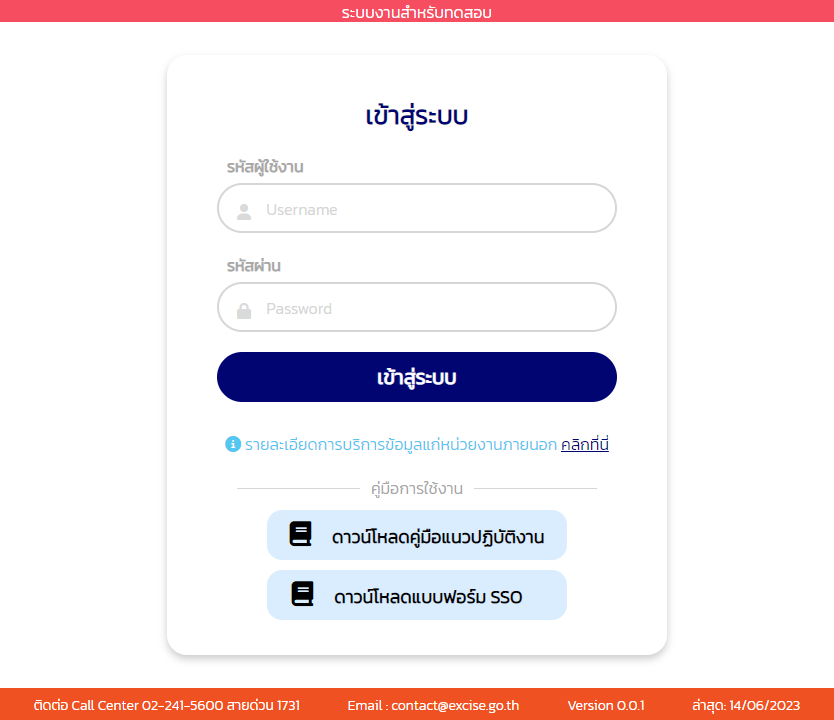 ระบบงานสำหรับทดสอบ
เข้าสู่ระบบ
รหัสผู้ใช้งาน
Username
รหัสผ่าน
Password
เข้าสู่ระบบ
รายละเอียดการบริการข้อมูลแก่หน่วยงานภายนอก คลิกที่นี่
คู่มือการใช้งาน
ดาวน์โหลดคู่มือแนวปฏิบัติงาน
ดาวน์โหลดแบบฟอร์ม SSO
ติดต่อ Call Center 02-241-5600 สายด่วน 1731 Email : contact@excise.go.th Version 0.0.1 ล่าสุด: 14/06/2023